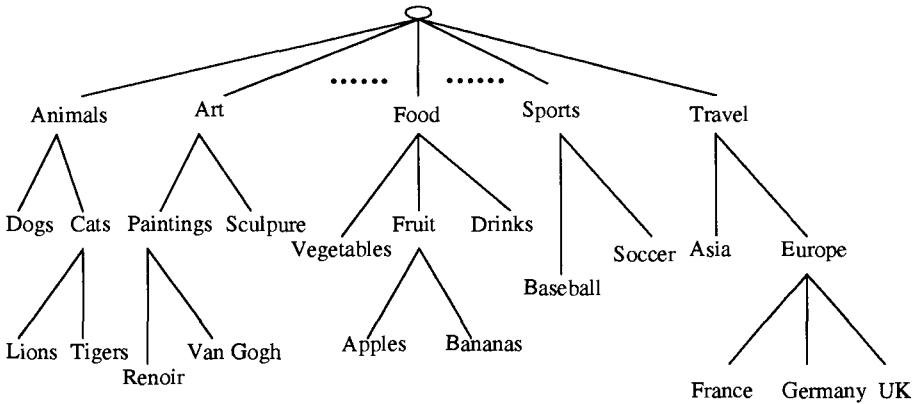 Animals Art Food Sports Travel
Dogs Cats Paintings Sculpure Vegetables Fruit Drinks Baseball Soccer Asia Europe
Lions Tigers Renoir Van Gogh Apples Bananas France Germany UK